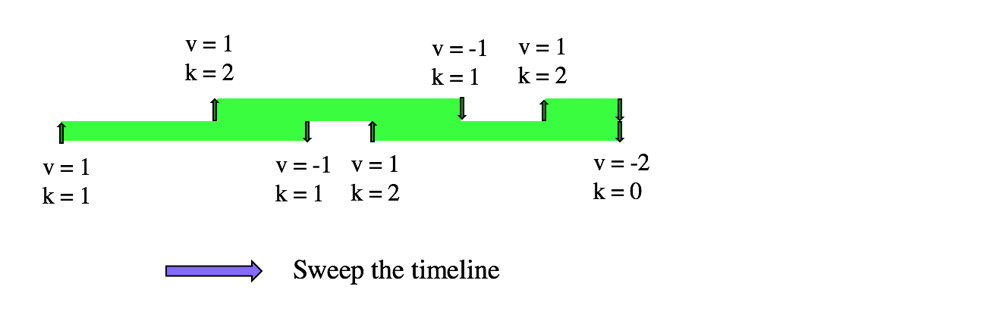 v = 1
k = 2
v = -1
k = 1
v = 1
k = 2
v = 1
k = 1
v = -1
k = 1
v = 1
k = 2
v = -2
k = 0
Sweep the timeline